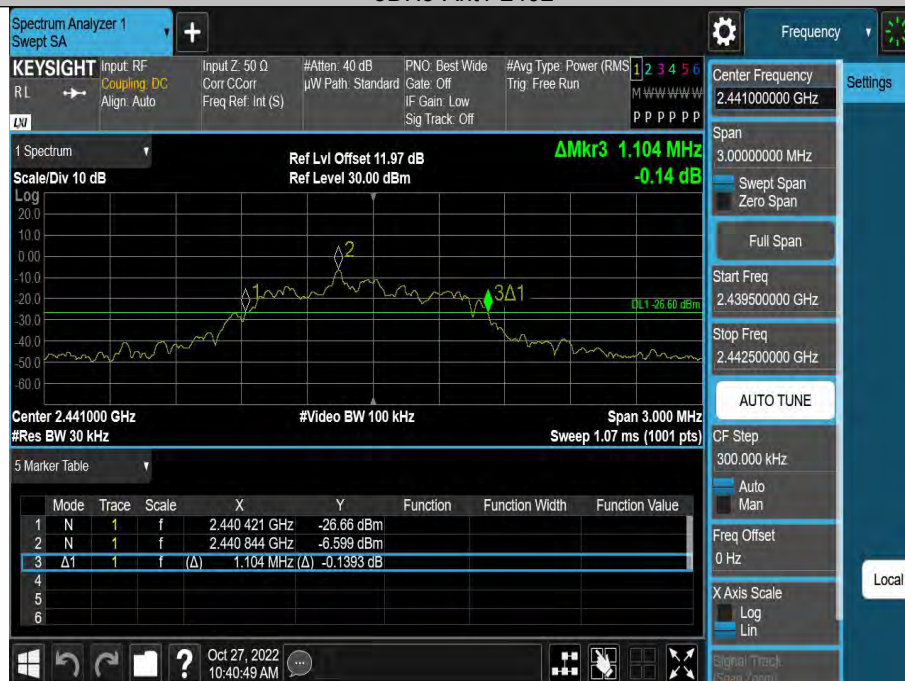 Spectrum Analyzer 1
Swept SA
+
Frequency
KEYSIGHT
RL
LXI
Input: RF
Coupling: DC
Align: Auto
Input Z: 50 Ω
Corr CCorr
Freq Ref: Int (S)
#Atten: 40 dB
µW Path: Standard
PNO: Best Wide
Gate: Off
IF Gain: Low
Sig Track: Off
#Avg Type: Power (RMS
Trig: Free Run
1 2 3 4 5 6
M W W W W W
P P P P P P
1 Spectrum
Scale/Div 10 dB
Ref Lvl Offset 11.97 dB
Ref Level 30.00 dBm
ΔMkr3 1.104 MHz
-0.14 dB
Log
20.0
10.0
0.00
-10.0
-20.0
-30.0
-40.0
-50.0
-60.0
1
2
3Δ1
DL1 -26.60 dBm
Center 2.441000 GHz
#Video BW 100 kHz
Span 3.000 MHz
#Res BW 30 kHz
Sweep 1.07 ms (1001 pts)
5 Marker Table
Mode Trace Scale X Y Function Function Width Function Value
1 N 1 f 2.440 421 GHz -26.66 dBm
2 N 1 f 2.440 844 GHz -6.599 dBm
3 Δ1 1 f (Δ) 1.104 MHz (Δ) -0.1393 dB
4
5
6
Oct 27, 2022
10:40:49 AM
?
Center Frequency
2.441000000 GHz
Settings
Span
3.00000000 MHz
Swept Span
Zero Span
Full Span
Start Freq
2.439500000 GHz
Stop Freq
2.442500000 GHz
AUTO TUNE
CF Step
300.000 kHz
Auto
Man
Freq Offset
0 Hz
Local
X Axis Scale
Log
Lin
Signal Track
(Span Zoom)